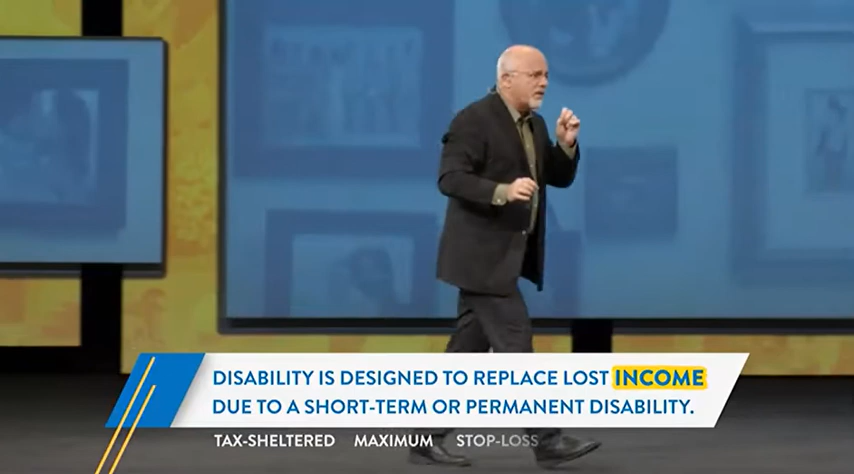 DISABILITY IS DESIGNED TO REPLACE LOST INCOME
DUE TO A SHORT-TERM OR PERMANENT DISABILITY.
TAX-SHELTERED MAXIMUM STOP-LOSS